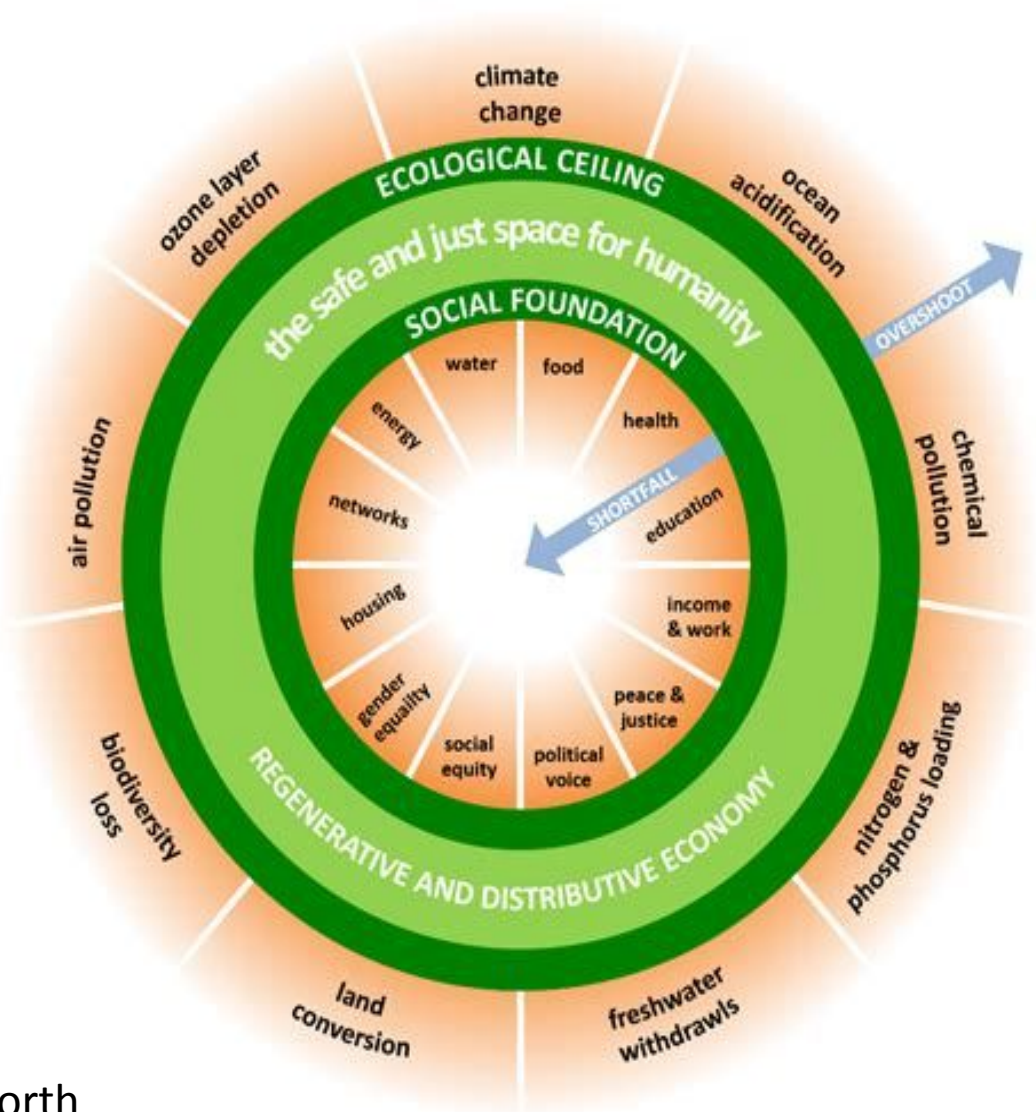 climate
change
ECOLOGICAL CEILING
ozone layer
depletion
ocean
acidification
the safe and just space for humanity
OVERSHOOT
SOCIAL FOUNDATION
water
food
energy
health
networks
SHORTFALL
education
air pollution
chemical
pollution
housing
income
& work
gender
equality
peace &
justice
social
equity
political
voice
biodiversity
loss
nitrogen &
phosphorus loading
REGENERATIVE AND DISTRIBUTIVE ECONOMY
land
conversion
freshwater
withdrawls
orth